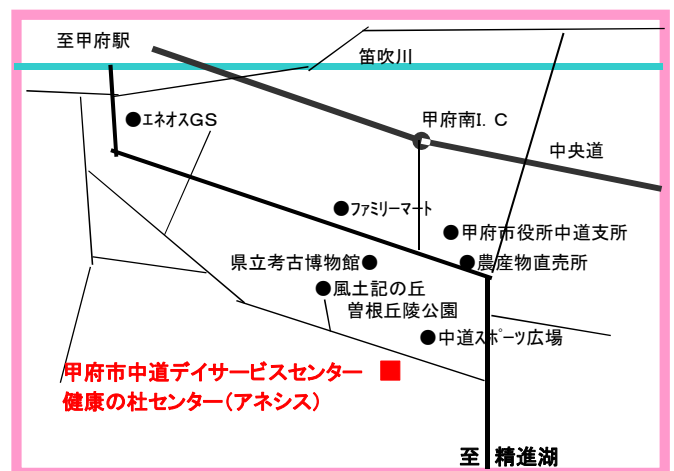 至甲府駅
笛吹川
●エネオスGS
甲府南I.C
中央道
●ファミリーマート
●甲府市役所中道支所
県立考古博物館●
●農産物直売所
●風土記の丘
曽根丘陵公園
●中道スポーツ広場
甲府市中道デイサービスセンター ■
健康の杜センター(アネシス)
至 精進湖